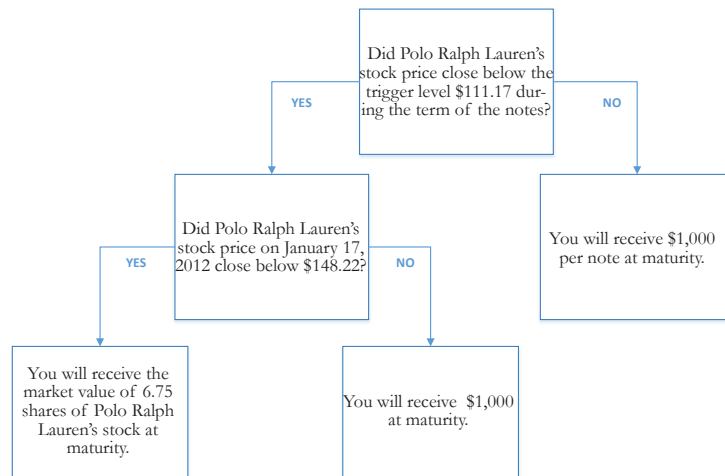 Did Polo Ralph Lauren's
stock price close below the
trigger level $111.17 dur-
ing the term of the notes?
YES
NO
Did Polo Ralph Lauren's
stock price on January 17,
2012 close below $148.22?
You will receive $1,000
per note at maturity.
YES
NO
You will receive the
market value of 6.75
shares of Polo Ralph
Lauren's stock at
maturity.
You will receive $1,000
at maturity.